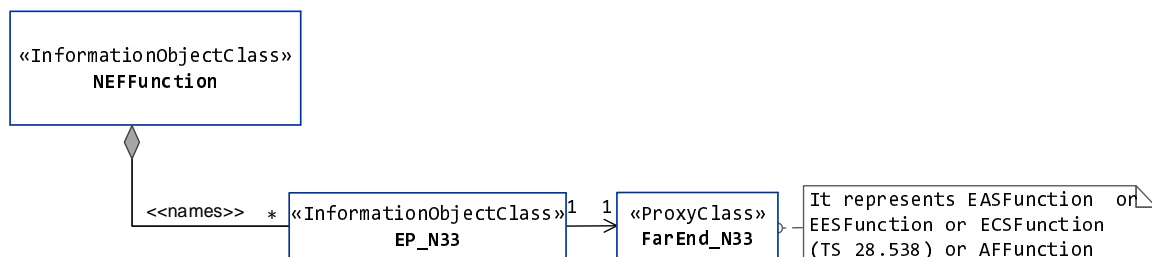 «InformationObjectClass»
NEFFunction
<<names>> *
«InformationObjectClass»
EP_N33
1 1
«ProxyClass»
FarEnd_N33
It represents EASFunction or
EESFunction or ECSFunction
(TS 28.538) or AFFunction